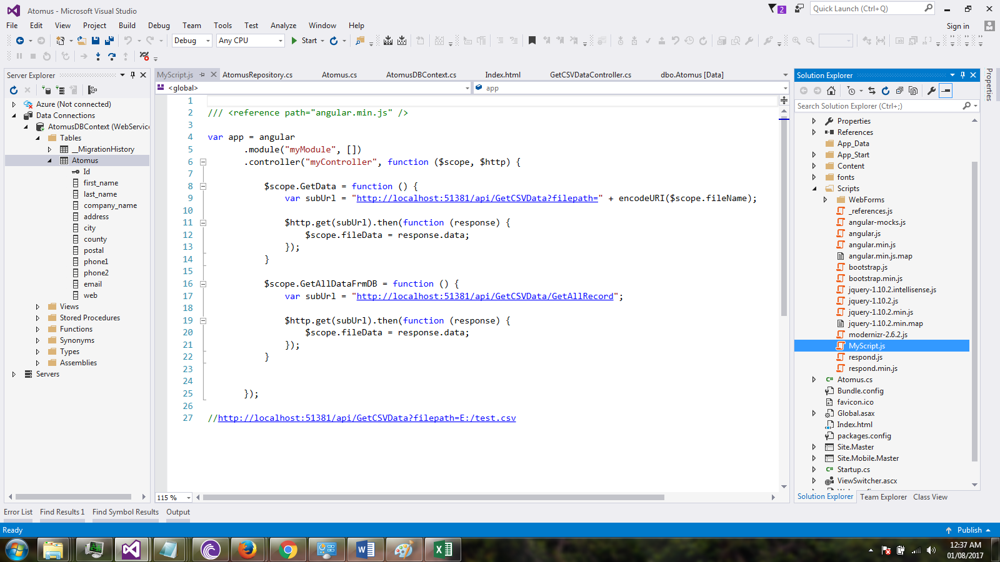 Atomus - Microsoft Visual Studio
2
Quick Launch (Ctrl+Q)
File Edit View Project Build Debug Team Tools Test Analyze Window Help
Sign in
Debug Any CPU Start
Server Explorer
Azure (Not connected)
Data Connections
AtomusDBContext (WebService
Tables
__MigrationHistory
Atomus
Id
first_name
last_name
company_name
address
city
county
postal
phone1
phone2
email
web
Views
Stored Procedures
Functions
Synonyms
Types
Assemblies
Servers
MyScript.js AtomusRepository.cs Atomus.cs AtomusDBContext.cs Index.html GetCSVDataController.cs dbo.Atomus [Data]
<global> app
1
2 /// <reference path="angular.min.js" />
3
4 var app = angular
5 .module("myModule", [])
6 .controller("myController", function ($scope, $http) {
7
8 $scope.GetData = function () {
9 var subUrl = "http://localhost:51381/api/GetCSVData?filepath=" + encodeURI($scope.fileName);
10
11 $http.get(subUrl).then(function (response) {
12 $scope.fileData = response.data;
13 });
14 }
15
16 $scope.GetAllDataFrmDB = function () {
17 var subUrl = "http://localhost:51381/api/GetCSVData/GetAllRecord";
18
19 $http.get(subUrl).then(function (response) {
20 $scope.fileData = response.data;
21 });
22 }
23
24
25 });
26
27 //http://localhost:51381/api/GetCSVData?filepath=E:/test.csv
115 %
Solution Explorer
Search Solution Explorer (Ctrl+;)
Properties
References
App_Data
App_Start
Content
fonts
Scripts
WebForms
_references.js
angular-mocks.js
angular.js
angular.min.js
angular.min.js.map
bootstrap.js
bootstrap.min.js
jquery-1.10.2.intellisense.js
jquery-1.10.2.js
jquery-1.10.2.min.js
jquery-1.10.2.min.map
modernizr-2.6.2.js
MyScript.js
respond.js
respond.min.js
Atomus.cs
Bundle.config
favicon.ico
Global.asax
Index.html
packages.config
Site.Master
Site.Mobile.Master
Startup.cs
ViewSwitcher.ascx
Solution Explorer Team Explorer Class View
Properties
Error List Find Results 1 Find Symbol Results Output
Ready
Publish
12:37 AM
01/08/2017